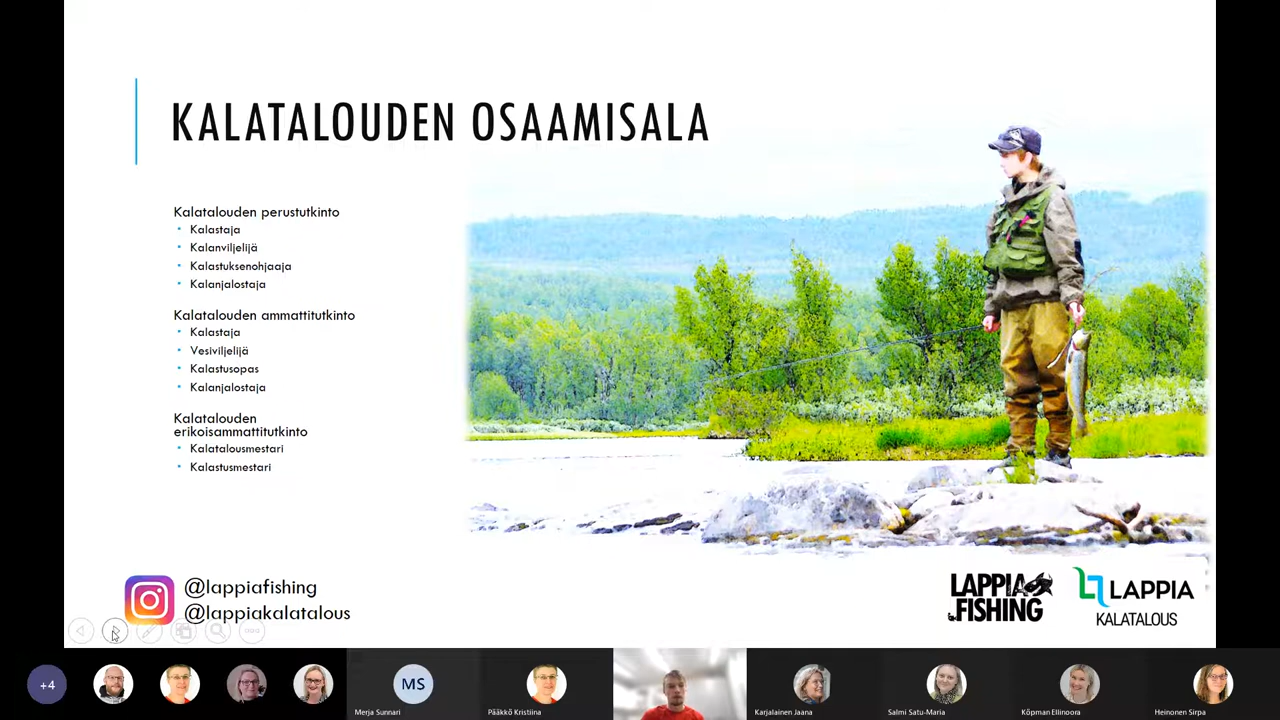 KALATALOUDEN OSAAMISALA
Kalatalouden perustutkinto
Kalastaja
Kalanviljelijä
Kalastuksenohjaaja
Kalanjalostaja
Kalatalouden ammattitutkinto
Kalastaja
Vesiviljelijä
Kalastusopas
Kalanjalostaja
Kalatalouden
erikoisammattitutkinto
Kalatalousmestari
Kalastusmestari
@lappiafishing
@lappiakalatalous
LAPPIA
FISHING
LAPPIA
KALATALOUS
+4
MS
Merja Sunnari
Pääkkö Kristiina
Karjalainen Jaana
Salmi Satu-Maria
Köpman Ellinoora
Heinonen Sirpa